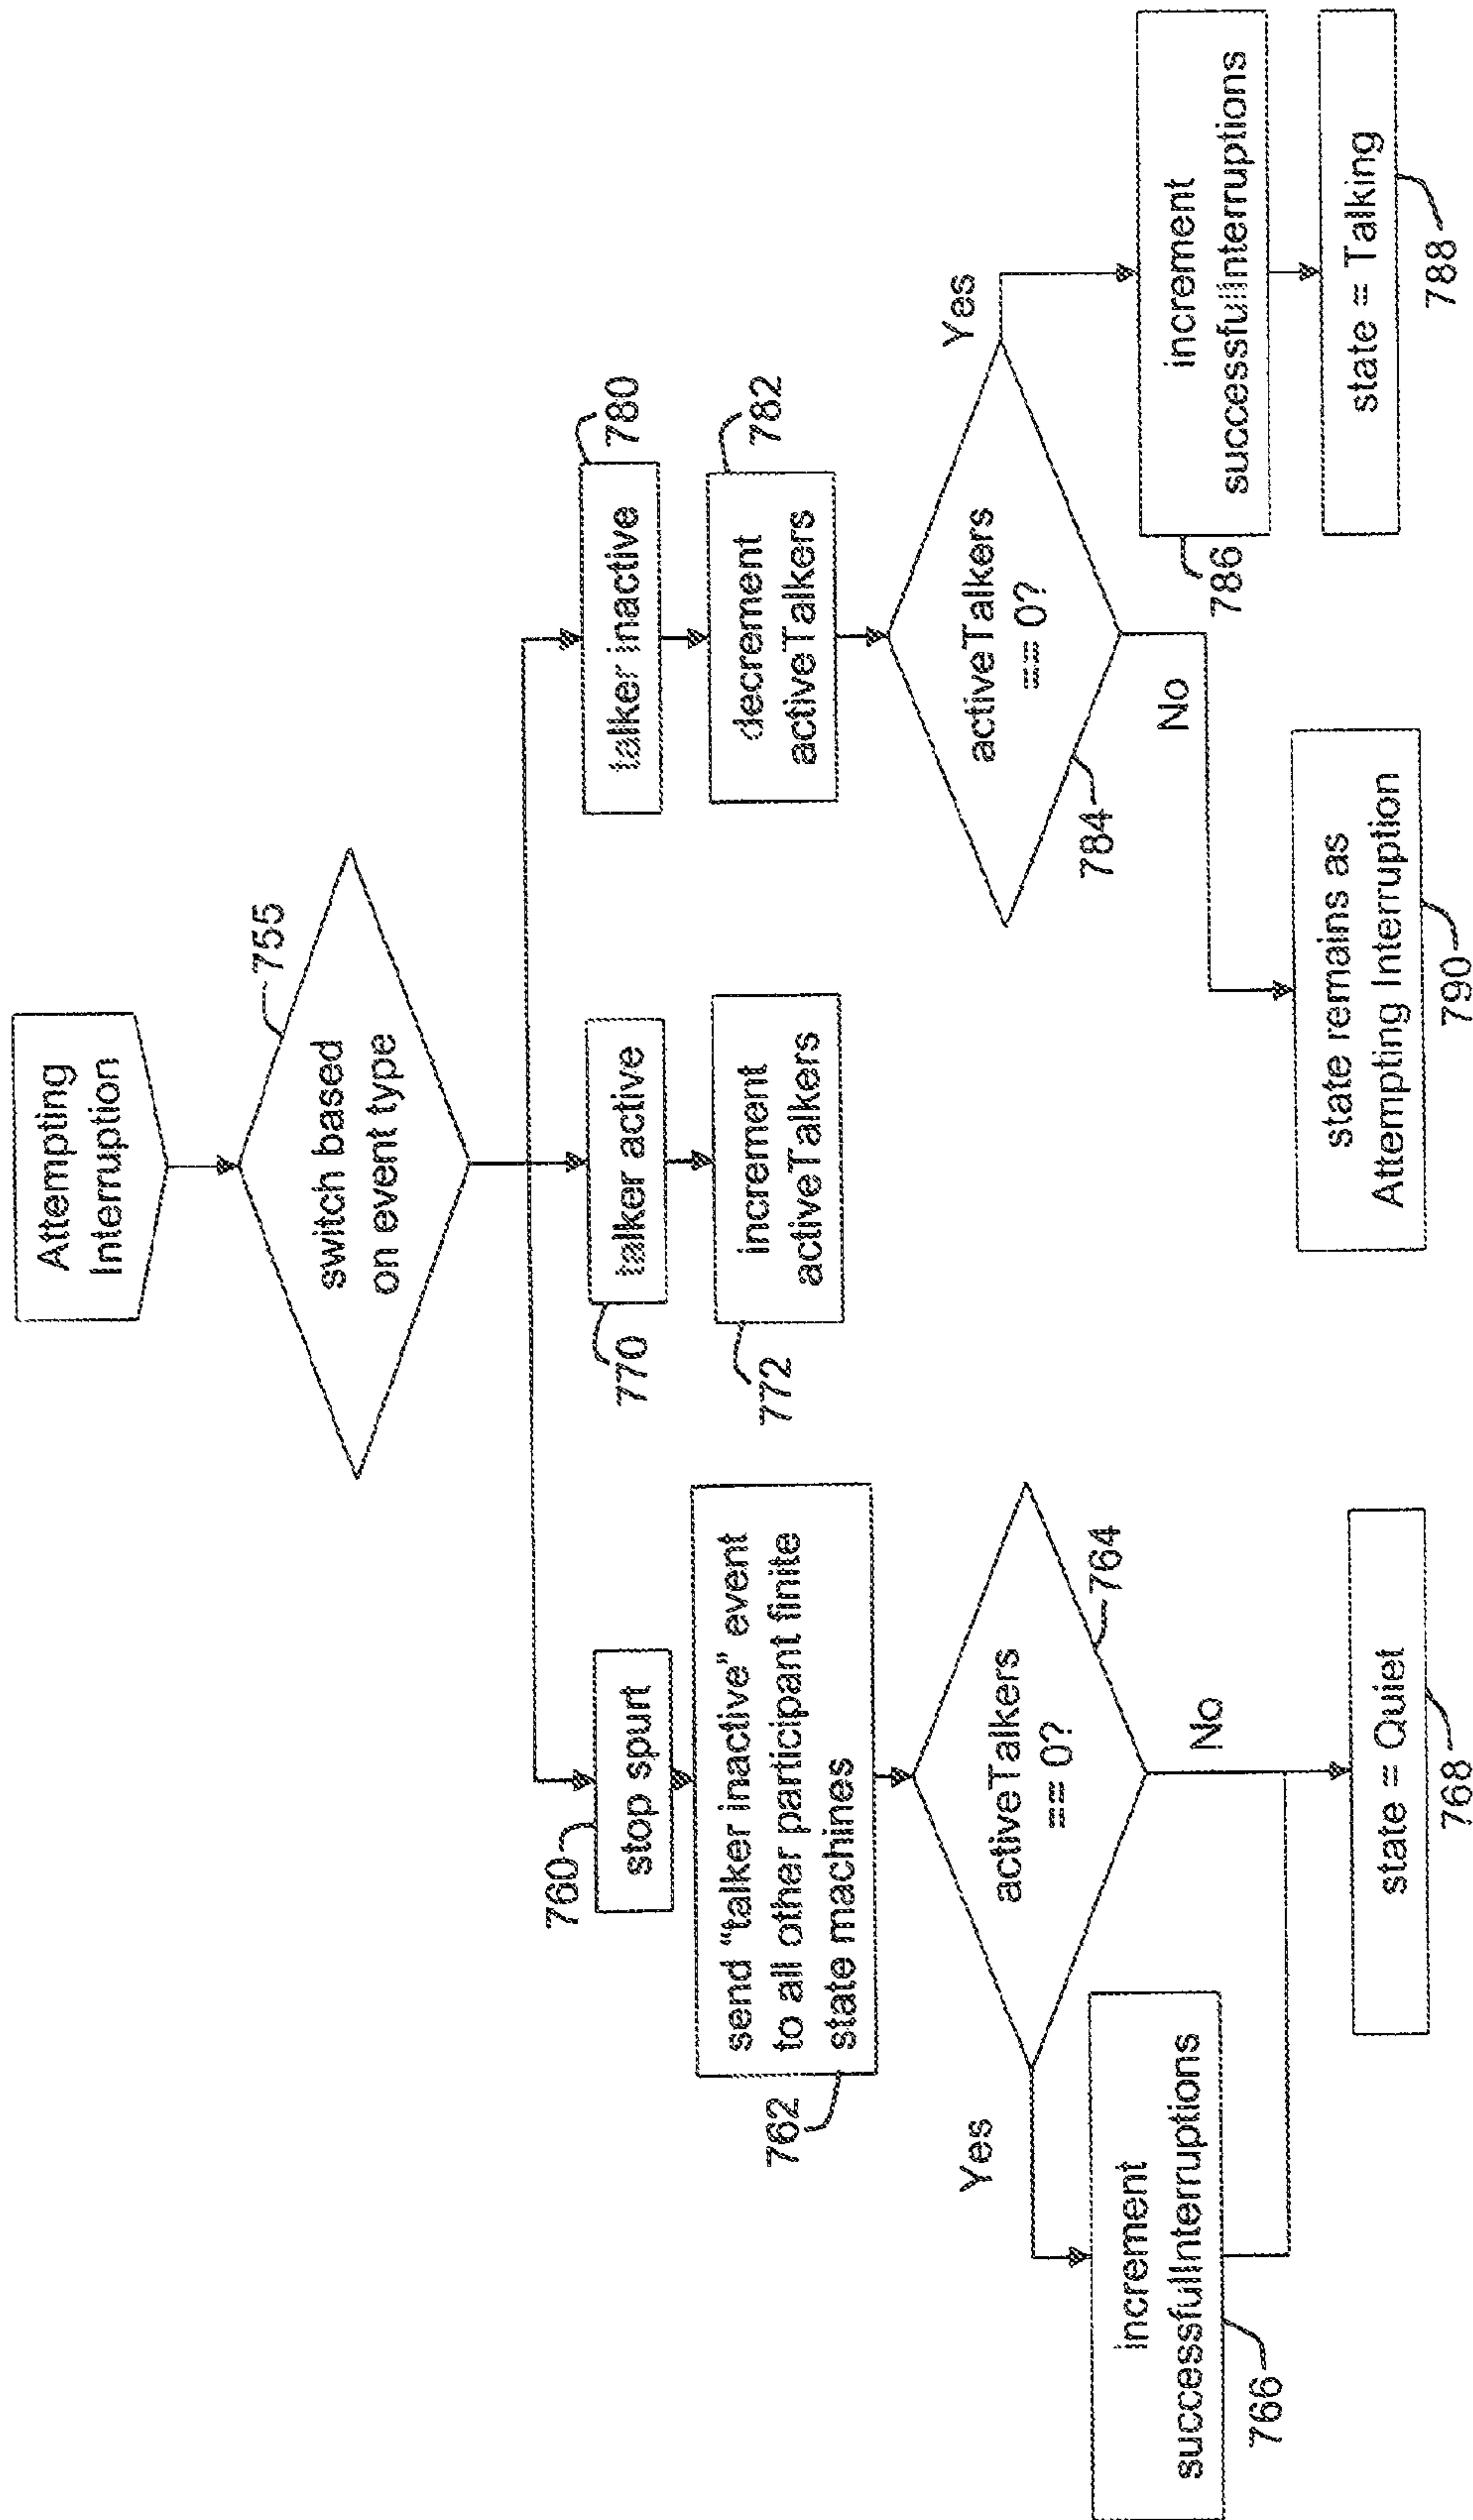 Attempting
Interruption
755
switch based
on event type
760
stop spurt
762
send "talker inactive" event
to all other participant finite
state machines
764
activeTalkers
== 0?
Yes
No
766
increment
successfulInterruptions
state = Quiet
768
770
talker active
772
increment
activeTalkers
780
talker inactive
782
decrement
activeTalkers
784
activeTalkers
== 0?
Yes
No
786
increment
successfulInterruptions
state = Talking
788
state remains as
Attempting Interruption
790